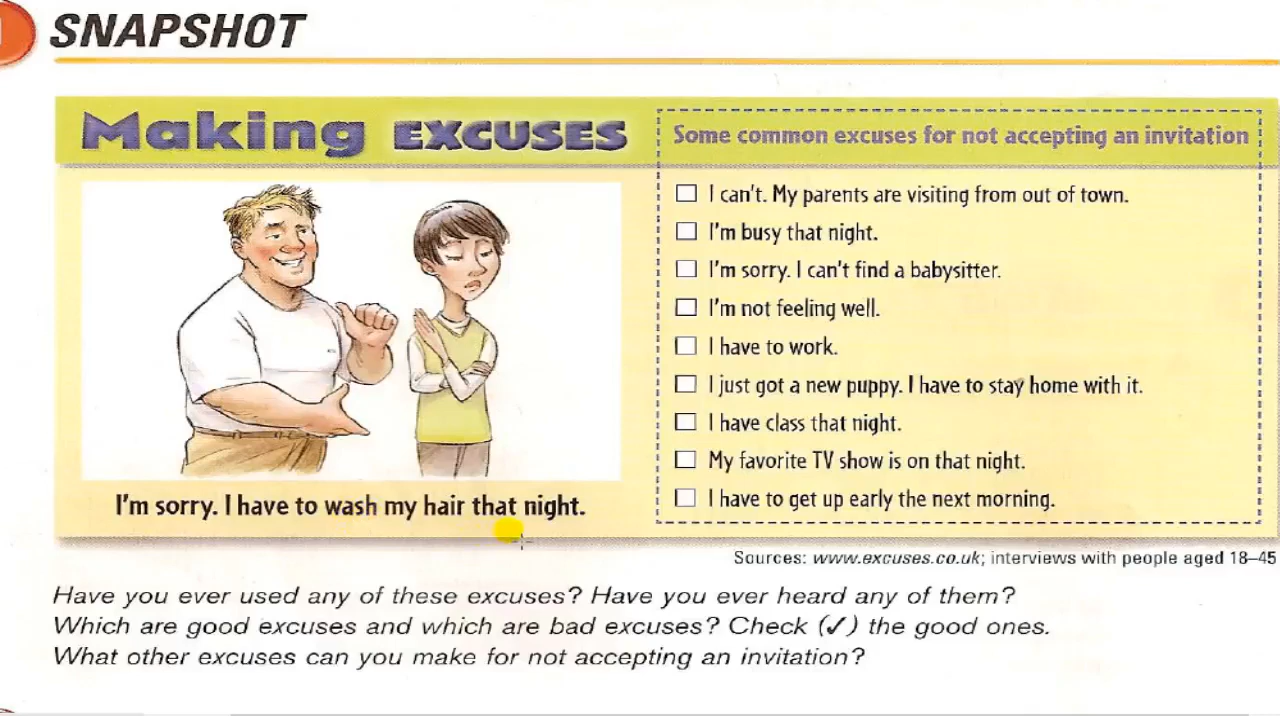 SNAPSHOT
Making EXCUSES
Some common excuses for not accepting an invitation
I can't. My parents are visiting from out of town.
I'm busy that night.
I'm sorry. I can't find a babysitter.
I'm not feeling well.
I have to work.
I just got a new puppy. I have to stay home with it.
I have class that night.
My favorite TV show is on that night.
I have to get up early the next morning.
I'm sorry. I have to wash my hair that night.
Sources: www.excuses.co.uk; interviews with people aged 18–45
Have you ever used any of these excuses? Have you ever heard any of them?
Which are good excuses and which are bad excuses? Check (✓) the good ones.
What other excuses can you make for not accepting an invitation?